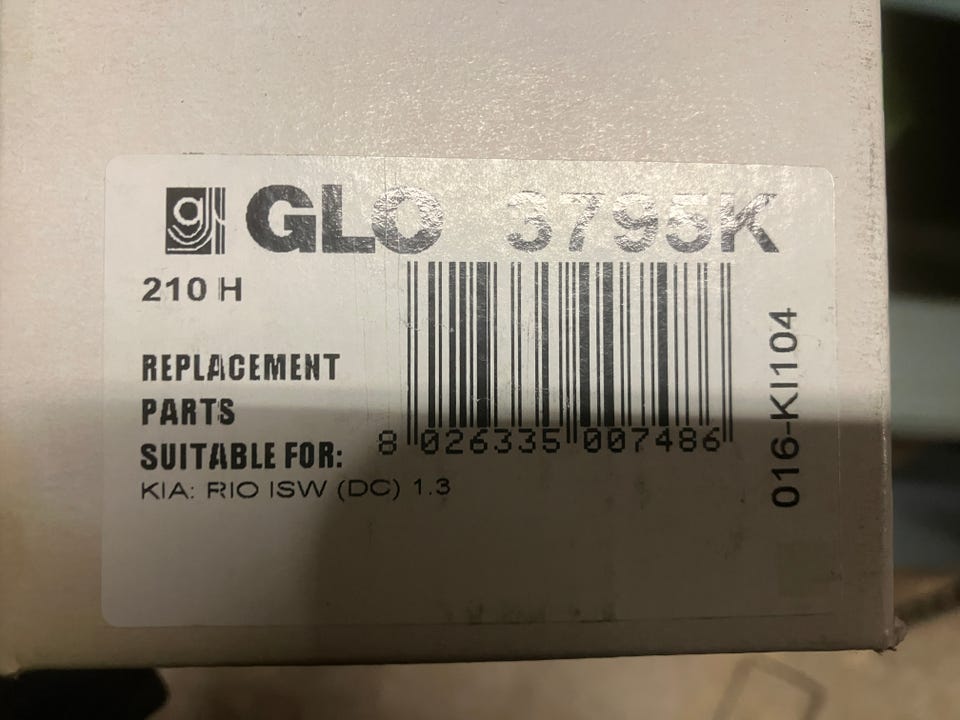 g GLO 3795K
210 H
REPLACEMENT
PARTS
SUITABLE FOR:
KIA: RIO ISW (DC) 1.3
8 026335 007486
016-KI104